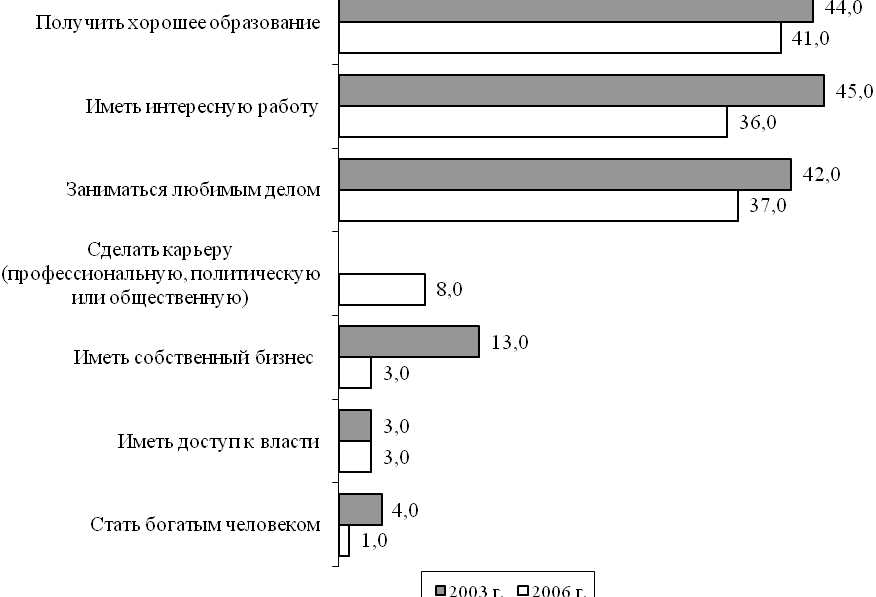 44,0
Получить хорошее образование
41,0
45,0
Иметь интересную работу
36,0
42,0
Заниматься любимым делом
37,0
Сделать карьеру
(профессиональную, политическую
или общественную)
8,0
13,0
Иметь собственный бизнес
3,0
3,0
Иметь доступ к власти
3,0
4,0
Стать богатым человеком
1,0
2003 г. 2006 г.